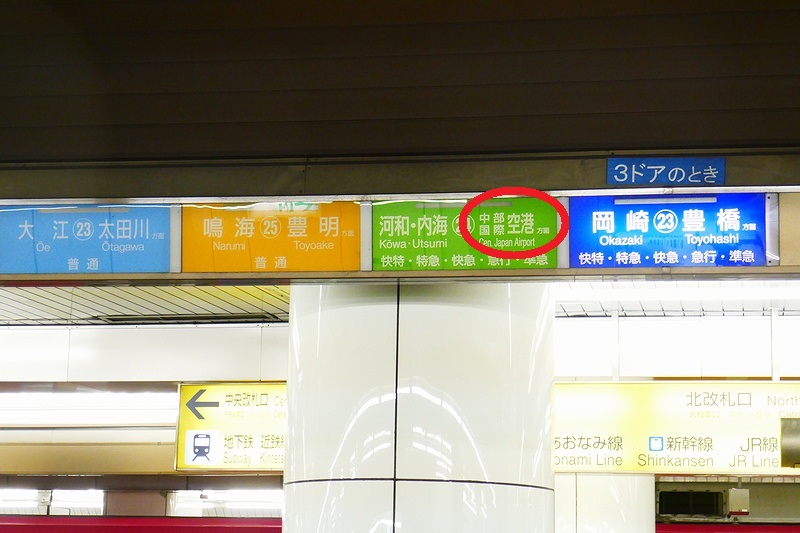 3ドアのとき
大江 23 太田川 方面
Ōe Ōtagawa
普通
鳴海 25 豊明 方面
Narumi Toyoake
普通
河和・内海 中部国際空港 方面
Kōwa・Utsumi Cen. Japan Airport
快特・特急・快急・急行・準急
岡崎 23 豊橋 方面
Okazaki Toyohashi
快特・特急・快急・急行・準急
中央改札口
地下鉄 近鉄
Subway
北改札口 North
あおなみ線 新幹線 JR線
onami Line Shinkansen JR Line